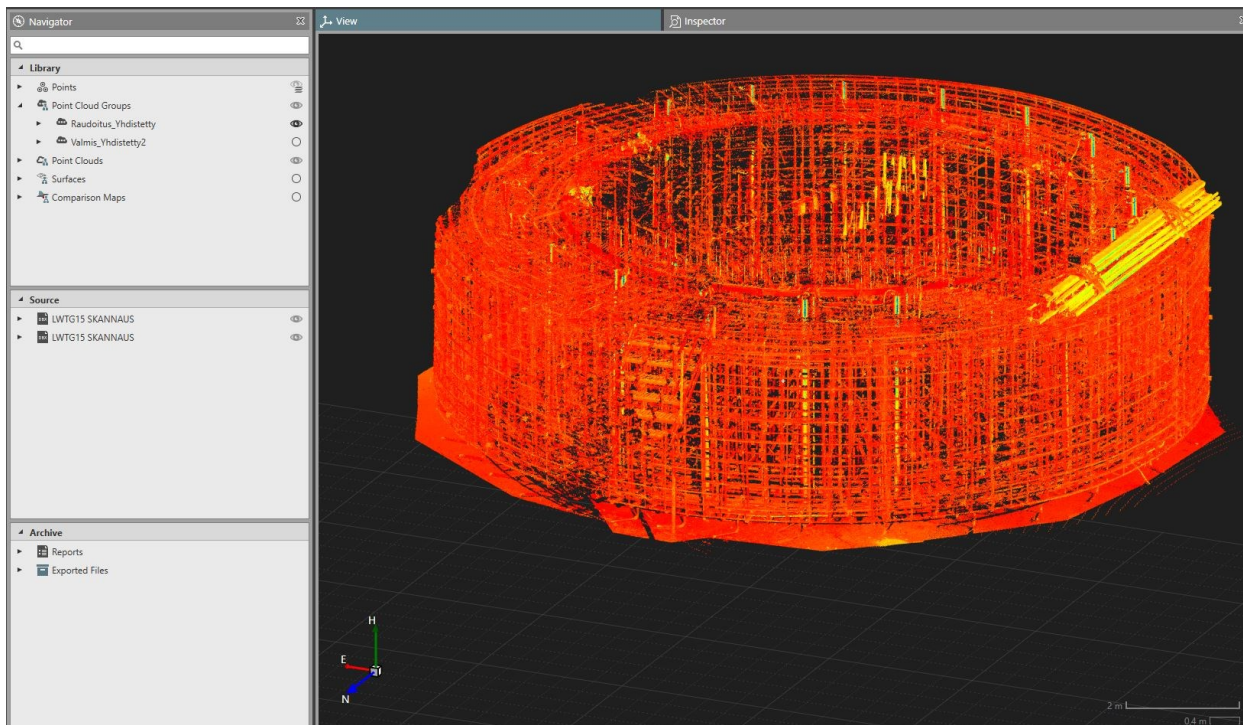 Navigator
View
Inspector
Library
Points
Point Cloud Groups
Raudoitus_Yhdistetty
Valmis_Yhdistetty2
Point Clouds
Surfaces
Comparison Maps
Source
LWTG15 SKANNAUS
LWTG15 SKANNAUS
Archive
Reports
Exported Files
H
E
N
2 m
0.4 m